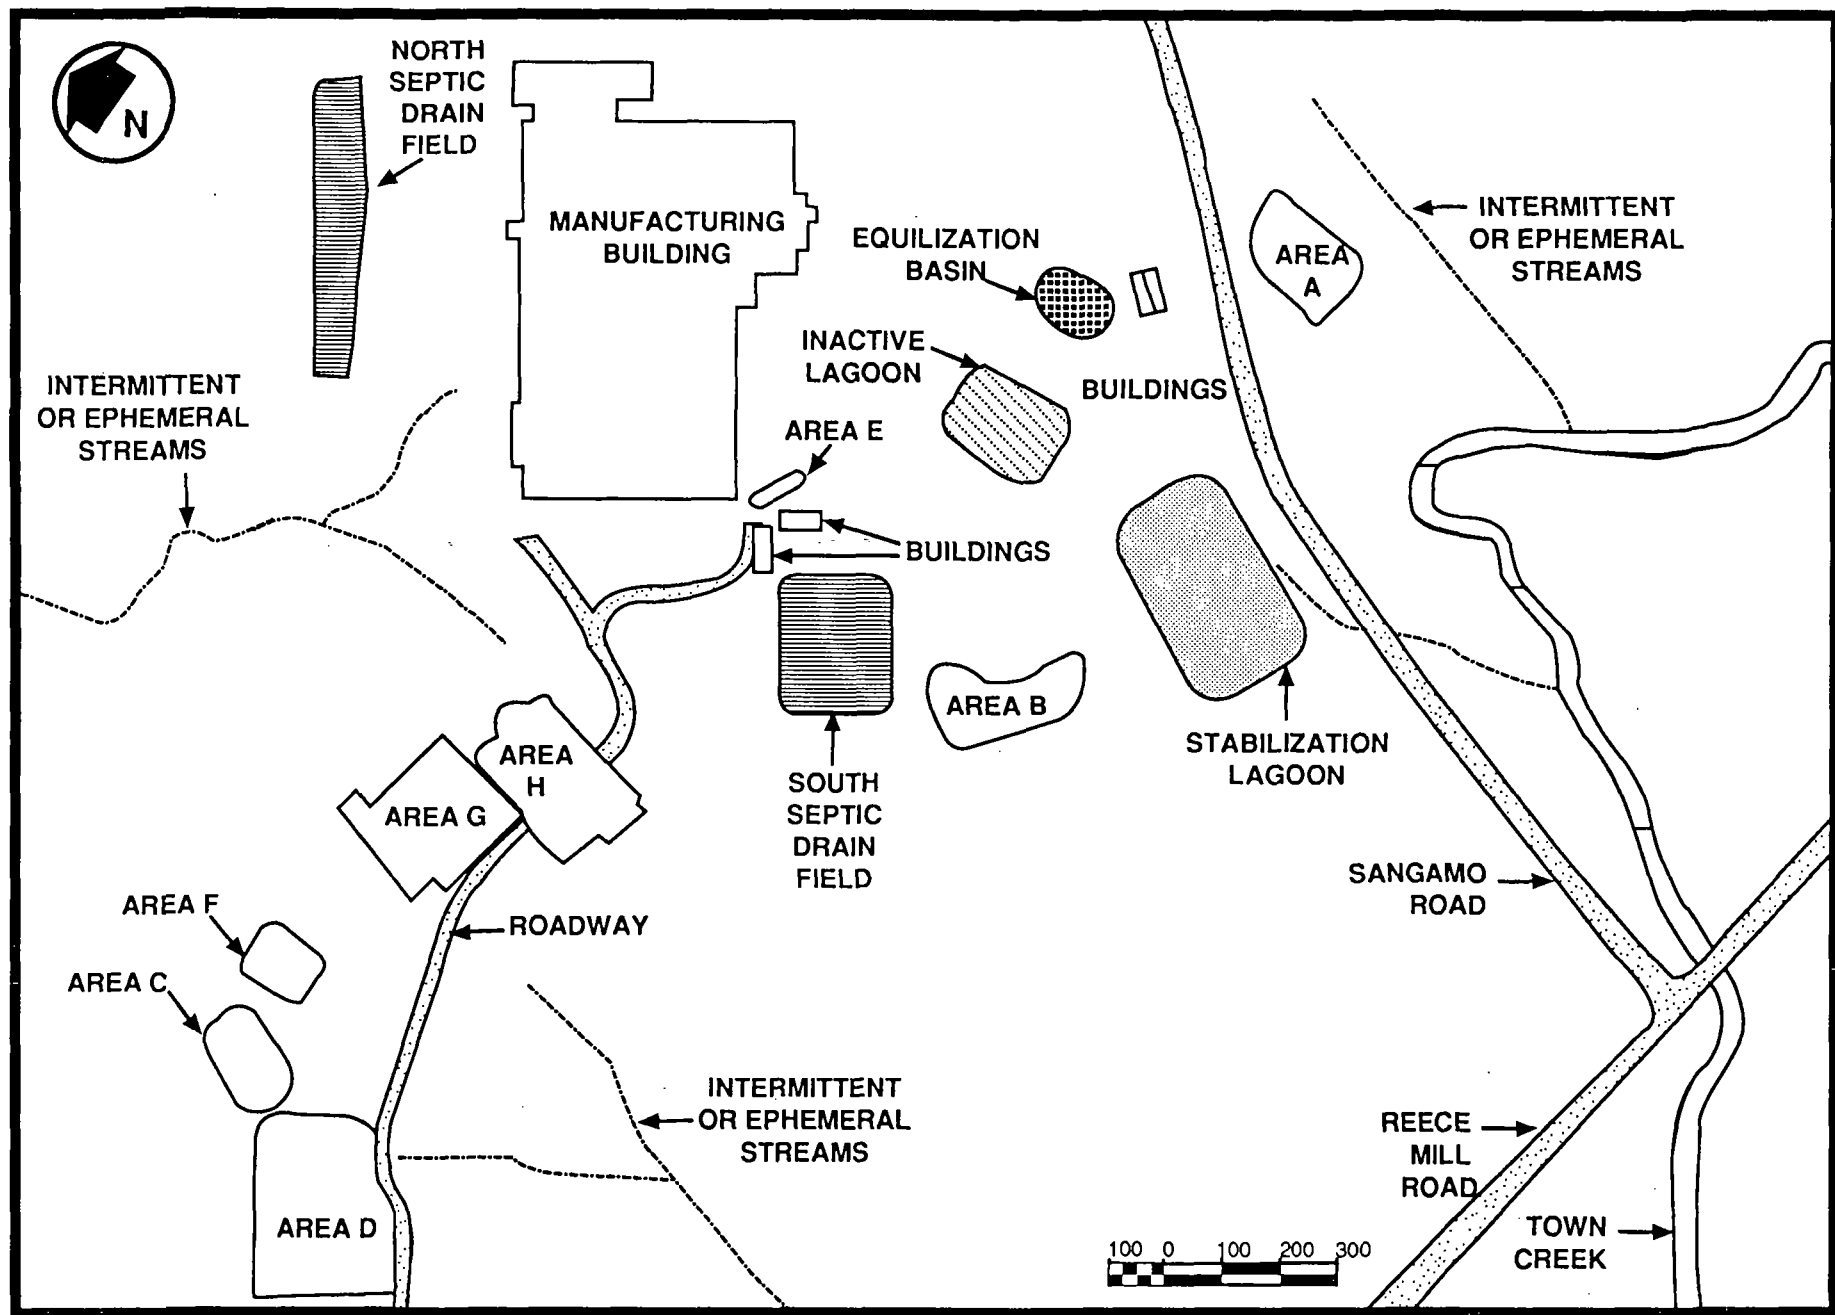 NORTH
SEPTIC
DRAIN
FIELD
N
MANUFACTURING
BUILDING
EQUILIZATION
BASIN
AREA
A
INTERMITTENT
OR EPHEMERAL
STREAMS
INACTIVE
LAGOON
BUILDINGS
INTERMITTENT
OR EPHEMERAL
STREAMS
AREA E
BUILDINGS
AREA B
STABILIZATION
LAGOON
AREA
H
AREA G
SOUTH
SEPTIC
DRAIN
FIELD
SANGAMO
ROAD
AREA F
ROADWAY
AREA C
INTERMITTENT
OR EPHEMERAL
STREAMS
REECE
MILL
ROAD
AREA D
TOWN
CREEK
100 0 100 200 300